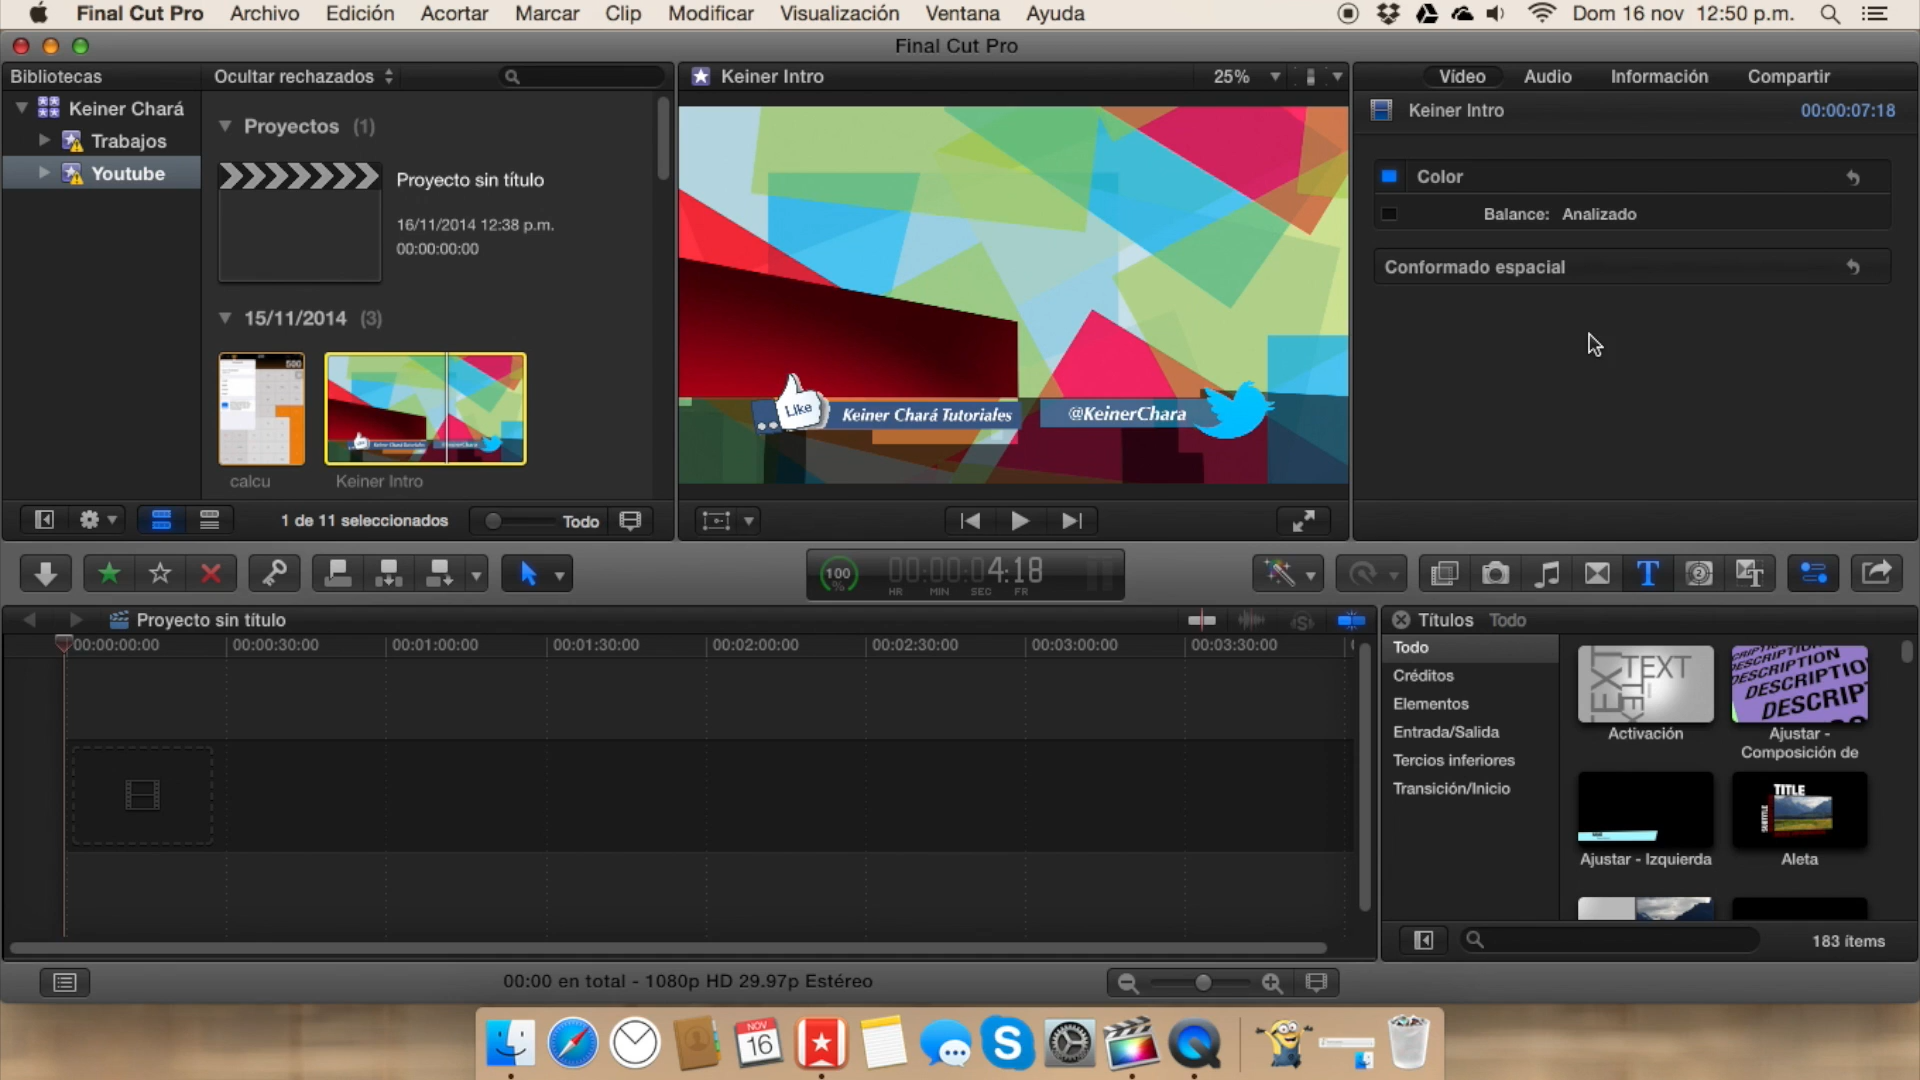 Final Cut Pro Archivo Edición Acortar Marcar Clip Modificar Visualización Ventana Ayuda Dom 16 nov 12:50 p.m.
Final Cut Pro
Bibliotecas Ocultar rechazados Keiner Intro 25% Vídeo Audio Información Compartir
Keiner Chará
Trabajos
Youtube
Proyectos (1)
Proyecto sin título
16/11/2014 12:38 p.m.
00:00:00:00
15/11/2014 (3)
500
calcu
Keiner Intro
Like
Keiner Chará Tutoriales
@KeinerChara
Keiner Intro 00:00:07:18
Color
Balance: Analizado
Conformado espacial
1 de 11 seleccionados Todo
100
%
00:00:04:18
HR MIN SEC FR
Proyecto sin título
00:00:00:00 00:00:30:00 00:01:00:00 00:01:30:00 00:02:00:00 00:02:30:00 00:03:00:00 00:03:30:00
Títulos Todo
Todo
Créditos
Elementos
Entrada/Salida
Tercios inferiores
Transición/Inicio
TEXT
TEXT
TEXT
Activación
DESCRIPTION
DESCRIPTIO
DESCRIP
Ajustar -
Composición de
Ajustar - Izquierda
TITLE
SUBTITLE
Aleta
183 ítems
00:00 en total - 1080p HD 29.97p Estéreo
NOV
16